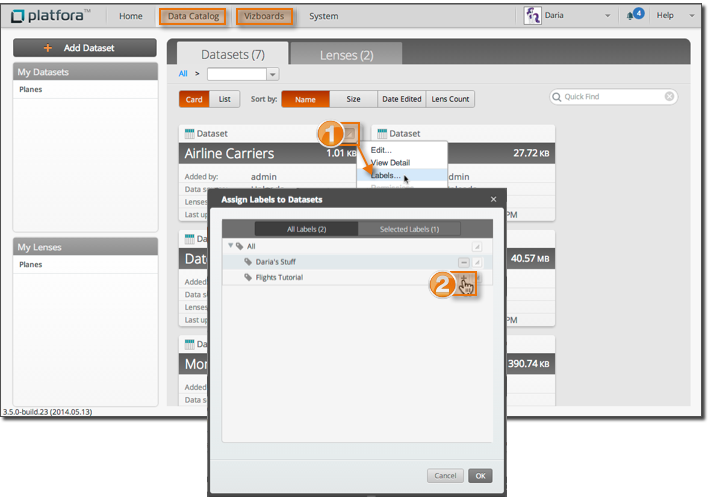 platfora™ Home Data Catalog Vizboards System Daria 4 Help
+ Add Dataset
My Datasets
Planes
My Lenses
Planes
3.5.0-build.23 (2014.05.13)
Datasets (7) Lenses (2)
All >
Card List Sort by: Name Size Date Edited Lens Count Quick Find
Dataset
Airline Carriers 1.01 KB
Added by: admin
Data
Lenses
Last up
Dataset
27.72 KB
admin
PM
1
Edit...
View Detail
Labels...
Permissions
Da
Dat 40.57 MB
Added
Data s
Lenses
Last up PM
Da
Mor 390.74 KB
Added
Data s
Assign Labels to Datasets ×
All Labels (2) Selected Labels (1)
All
Daria's Stuff
Flights Tutorial
2
Cancel OK